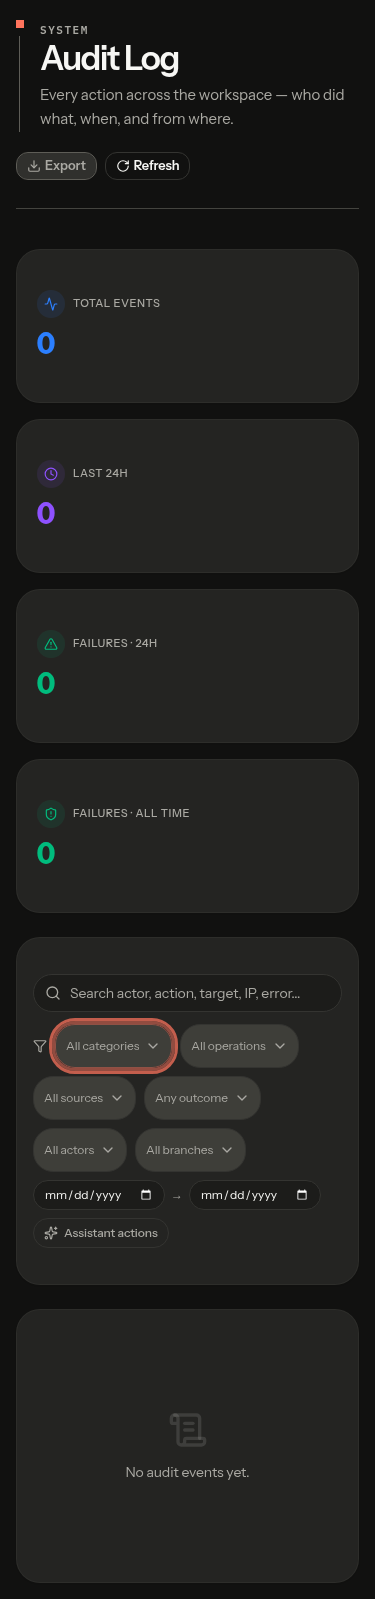 SYSTEM
Audit Log
Every action across the workspace — who did
what, when, and from where.
Export Refresh
TOTAL EVENTS
0
LAST 24H
0
FAILURES · 24H
0
FAILURES · ALL TIME
0
Search actor, action, target, IP, error...
All categories All operations
All sources Any outcome
All actors All branches
mm/dd/yyyy → mm/dd/yyyy
Assistant actions
No audit events yet.